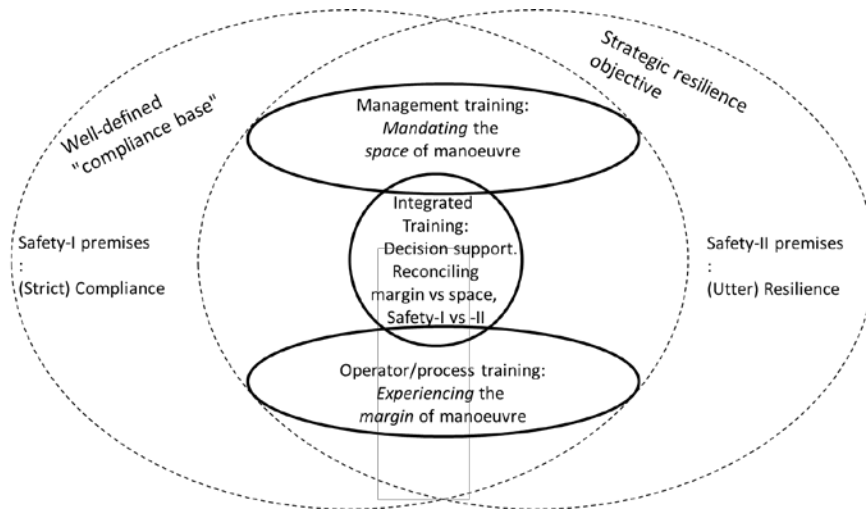 Well-defined
"compliance base"
Strategic resilience
objective
Management training:
Mandating the
space of manoeuvre
Safety-I premises
:
(Strict) Compliance
Integrated
Training:
Decision support.
Reconciling
margin vs space,
Safety-I vs -II
Safety-II premises
:
(Utter) Resilience
Operator/process training:
Experiencing the
margin of manoeuvre